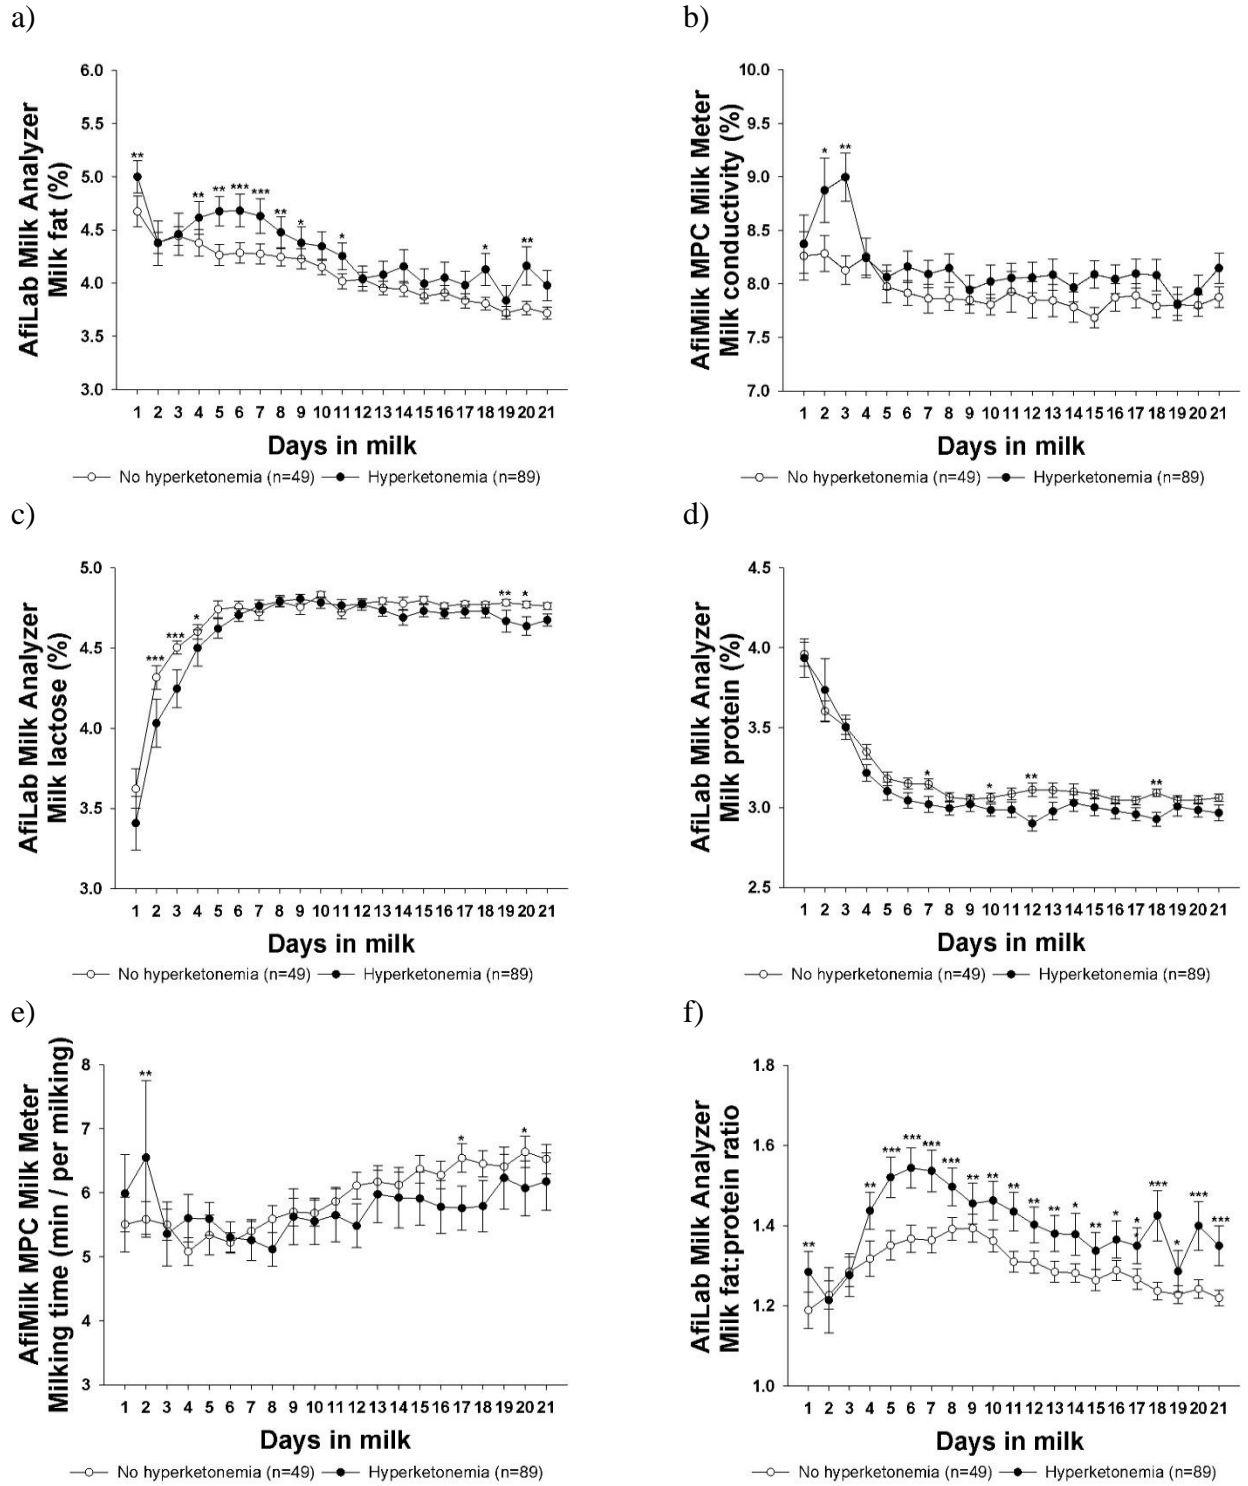 a)
b)
AfiLab Milk Analyzer
Milk fat (%)
6.0
5.5
5.0
4.5
4.0
3.5
3.0
** ** ** *** *** ** * * * **
1 2 3 4 5 6 7 8 9 10 11 12 13 14 15 16 17 18 19 20 21
Days in milk
No hyperketonemia (n=49) Hyperketonemia (n=89)
AfiMilk MPC Milk Meter
Milk conductivity (%)
10.0
9.5
9.0
8.5
8.0
7.5
7.0
* **
1 2 3 4 5 6 7 8 9 10 11 12 13 14 15 16 17 18 19 20 21
Days in milk
No hyperketonemia (n=49) Hyperketonemia (n=89)
c)
d)
AfiLab Milk Analyzer
Milk lactose (%)
5.0
4.5
4.0
3.5
3.0
*** *** * ** *
1 2 3 4 5 6 7 8 9 10 11 12 13 14 15 16 17 18 19 20 21
Days in milk
No hyperketonemia (n=49) Hyperketonemia (n=89)
AfiLab Milk Analyzer
Milk protein (%)
4.5
4.0
3.5
3.0
2.5
* * ** **
1 2 3 4 5 6 7 8 9 10 11 12 13 14 15 16 17 18 19 20 21
Days in milk
No hyperketonemia (n=49) Hyperketonemia (n=89)
e)
f)
AfiMilk MPC Milk Meter
Milking time (min / per milking)
8
7
6
5
4
3
** * *
1 2 3 4 5 6 7 8 9 10 11 12 13 14 15 16 17 18 19 20 21
Days in milk
No hyperketonemia (n=49) Hyperketonemia (n=89)
AfiLab Milk Analyzer
Milk fat:protein ratio
1.8
1.6
1.4
1.2
1.0
** ** *** *** *** *** ** ** ** ** ** * ** * * * *** * *** ***
1 2 3 4 5 6 7 8 9 10 11 12 13 14 15 16 17 18 19 20 21
Days in milk
No hyperketonemia (n=49) Hyperketonemia (n=89)